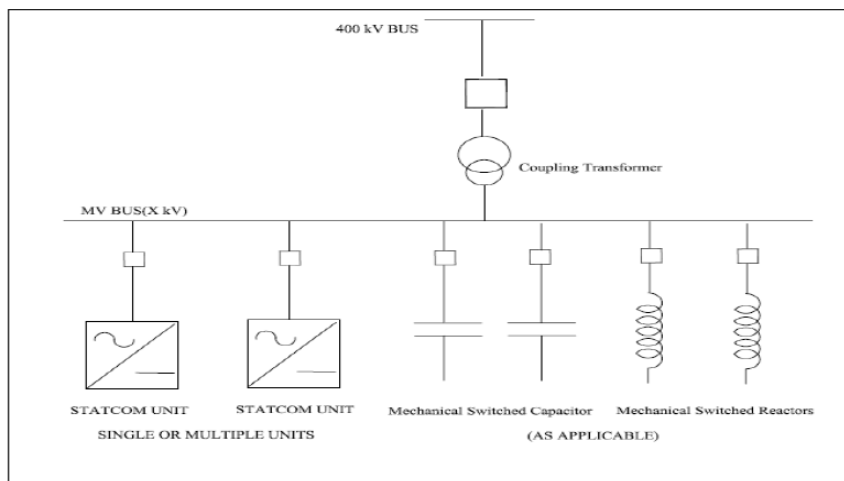 400 kV BUS
Coupling Transformer
MV BUS(X kV)
STATCOM UNIT
STATCOM UNIT
Mechanical Switched Capacitor
Mechanical Switched Reactors
SINGLE OR MULTIPLE UNITS
(AS APPLICABLE)